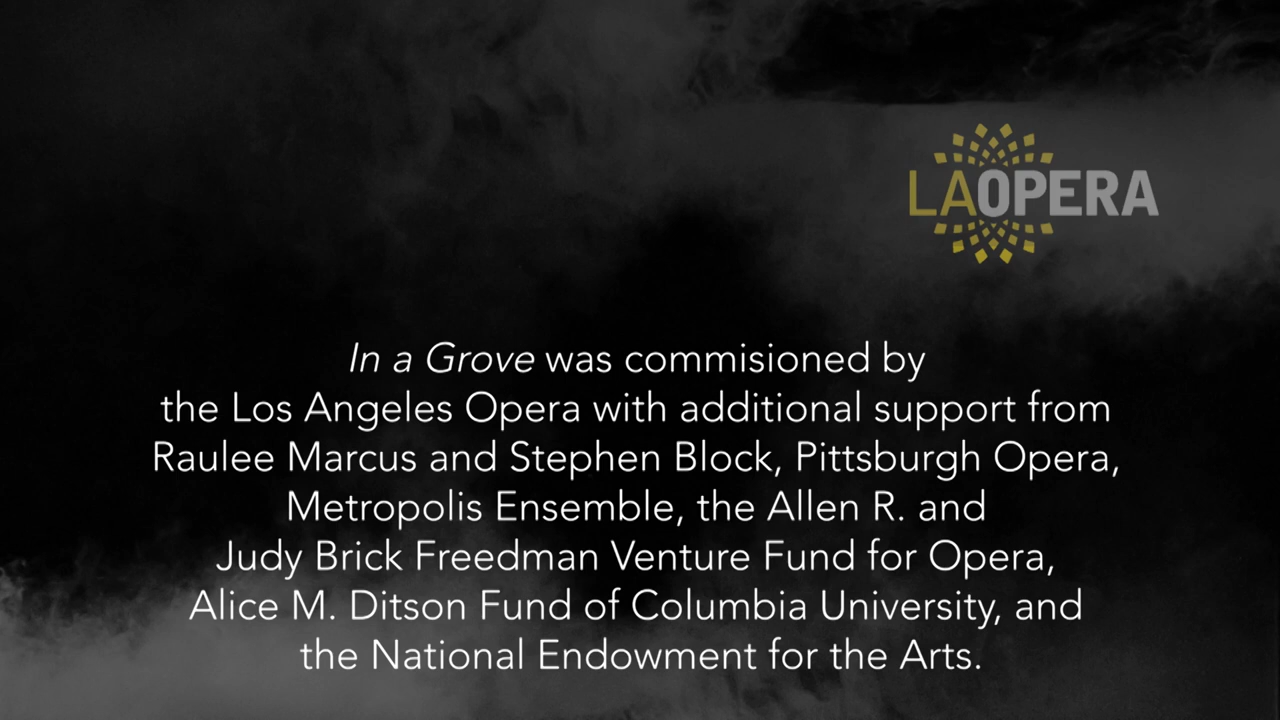 LAOPERA
In a Grove was commisioned by
the Los Angeles Opera with additional support from
Raulee Marcus and Stephen Block, Pittsburgh Opera,
Metropolis Ensemble, the Allen R. and
Judy Brick Freedman Venture Fund for Opera,
Alice M. Ditson Fund of Columbia University, and
the National Endowment for the Arts.